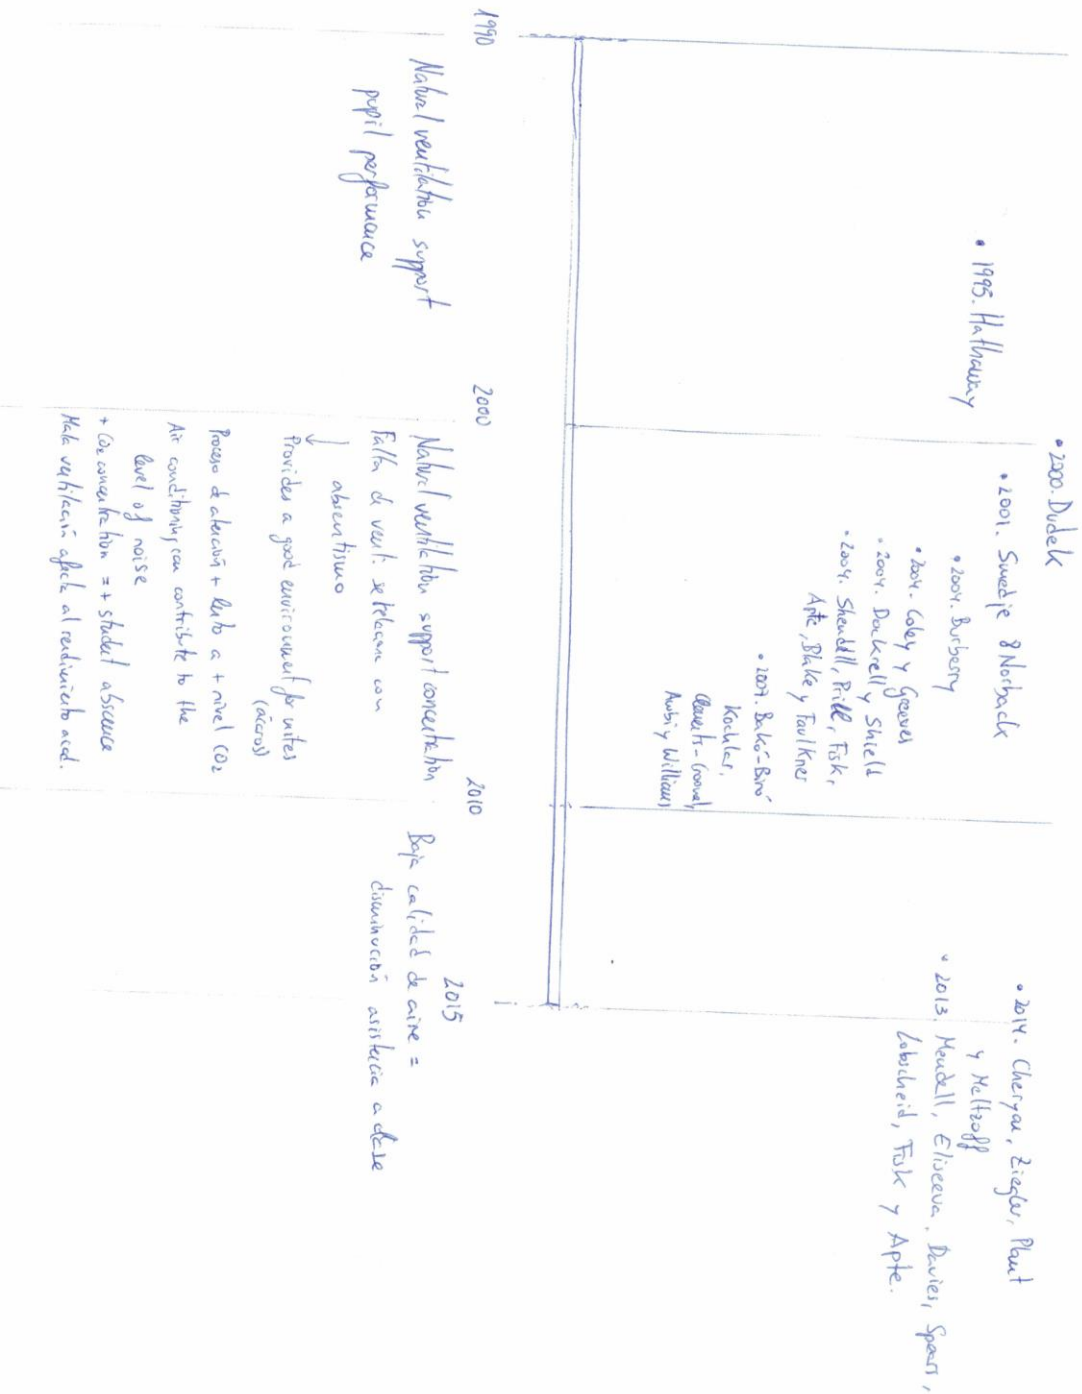 • 1995. Hathaway
• 2000. Dudek
• 2001. Smedje & Norback
• 2004. Burberry
• 2004. Coley y Greeves
• 2004. Dockrell y Shield
• 2004. Shendell, Prill, Fisk,
Apte, Blake y Faulkner
• 2007. Bakó-Biró
Kochhar,
Clements-Croome,
Awbi y Williams
• 2014. Cheryan, Ziegler, Plaut
y Meltzoff
• 2013. Mendell, Eliseeva, Davies, Spears,
Lobscheid, Fisk y Apte.
1990
2000
2010
2015
Natural ventilation support
pupil performance
Natural ventilation support concentration.
Falta de vent. se relaciona con
absentismo
↓
Provides a good environment for mites
(ácaros)
Proceso de atención + lento a + nivel CO2
Air conditioning can contribute to the
level of noise
+ CO2 concentration = + student absence
Mala ventilación afecta al rendimiento acad.
Baja calidad de aire =
disminución asistencia a clase